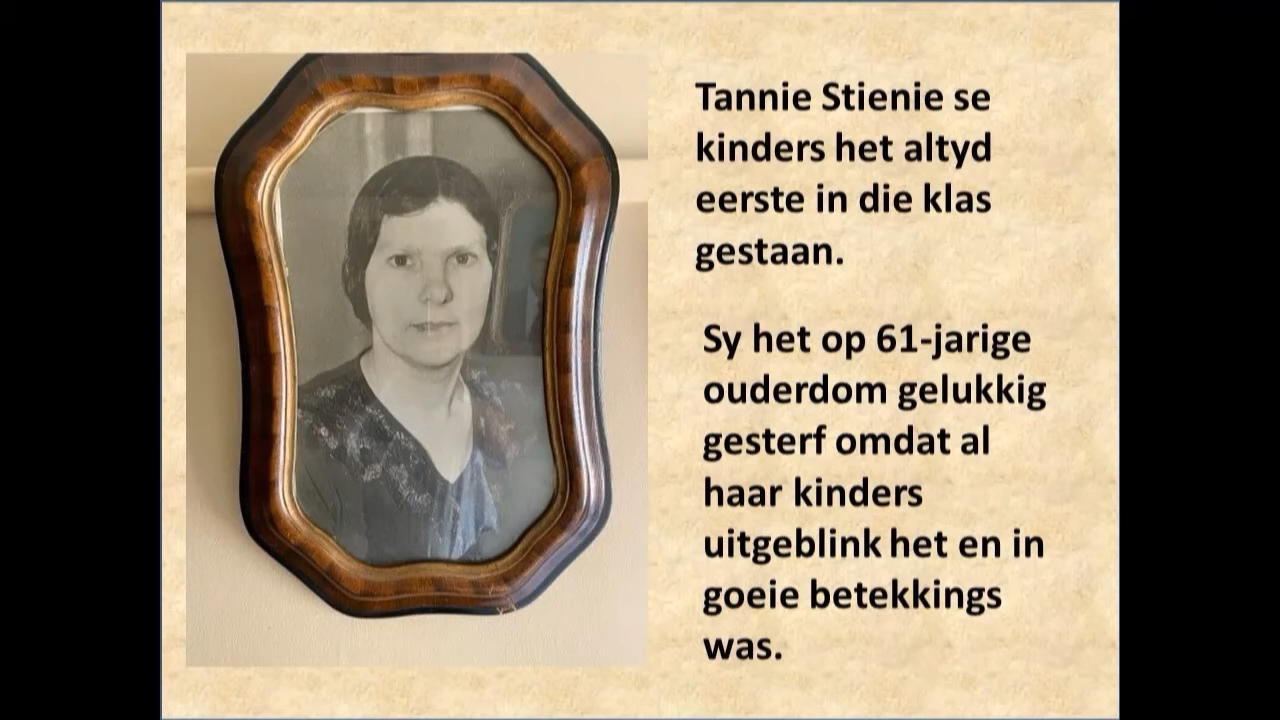 Tannie Stienie se
kinders het altyd
eerste in die klas
gestaan.
Sy het op 61-jarige
ouderdom gelukkig
gesterf omdat al
haar kinders
uitgeblink het en in
goeie betekkings
was.